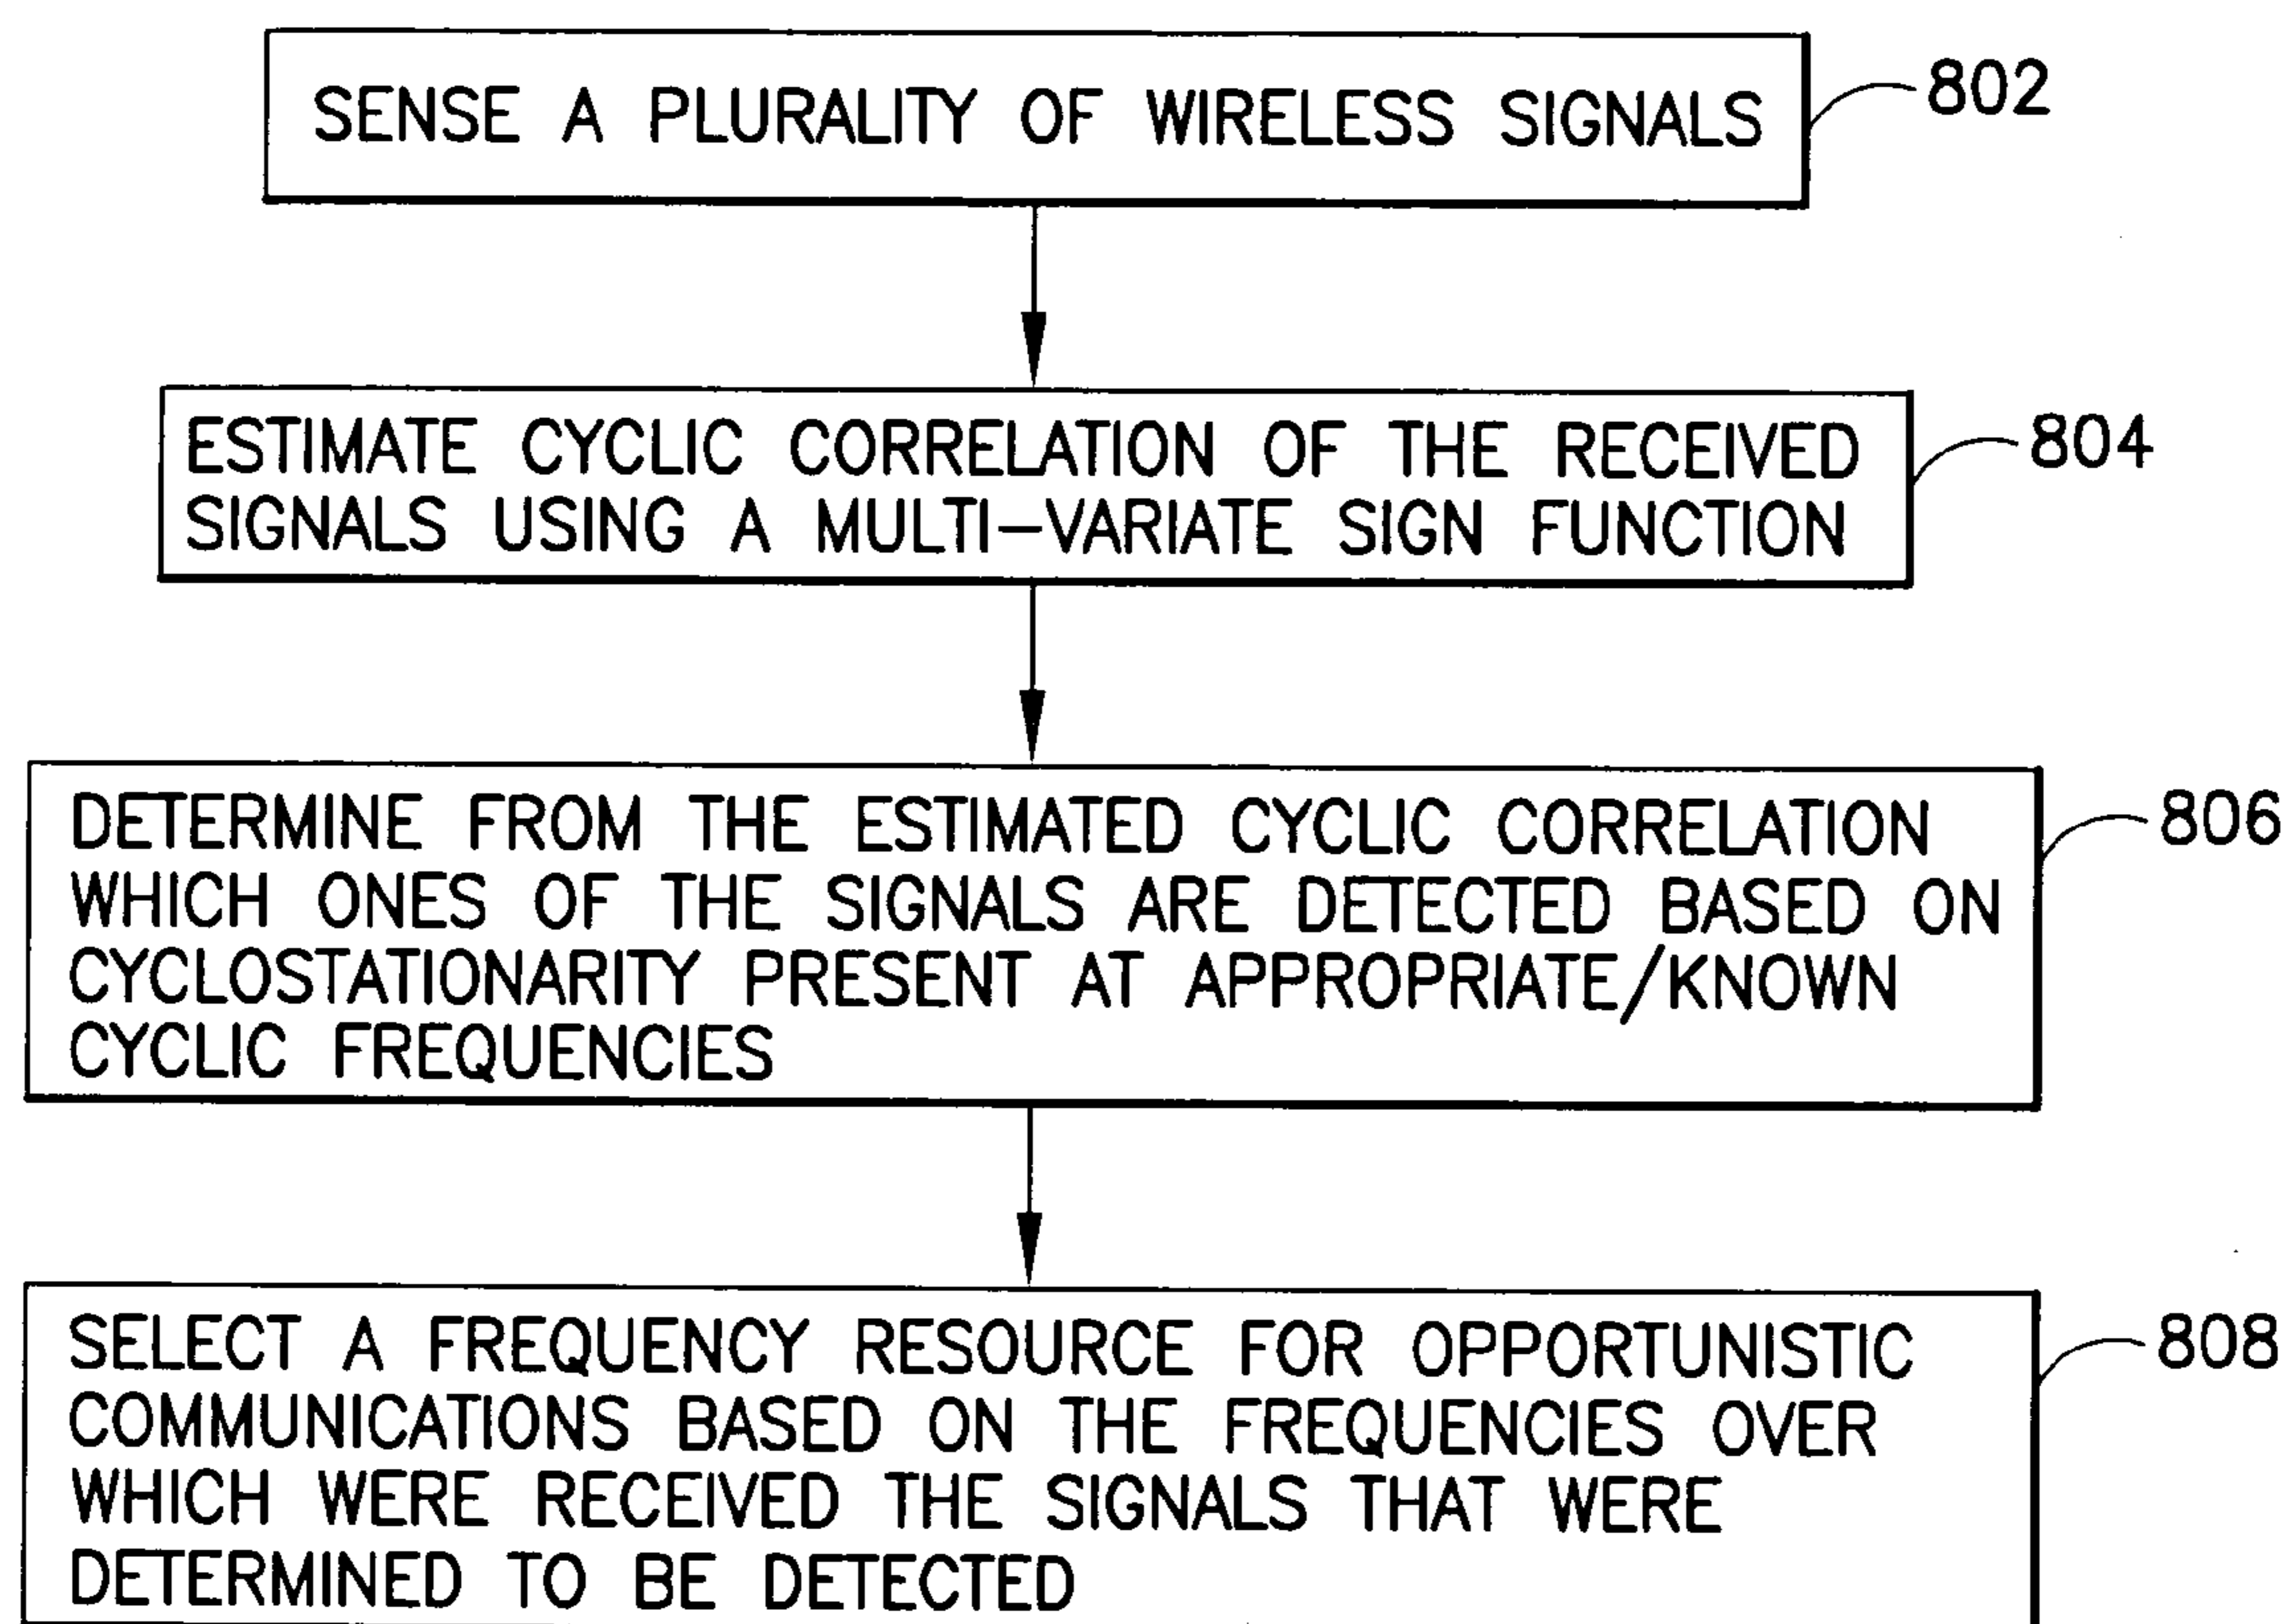 SENSE A PLURALITY OF WIRELESS SIGNALS
802
ESTIMATE CYCLIC CORRELATION OF THE RECEIVED
SIGNALS USING A MULTI-VARIATE SIGN FUNCTION
804
DETERMINE FROM THE ESTIMATED CYCLIC CORRELATION
WHICH ONES OF THE SIGNALS ARE DETECTED BASED ON
CYCLOSTATIONARITY PRESENT AT APPROPRIATE/KNOWN
CYCLIC FREQUENCIES
806
SELECT A FREQUENCY RESOURCE FOR OPPORTUNISTIC
COMMUNICATIONS BASED ON THE FREQUENCIES OVER
WHICH WERE RECEIVED THE SIGNALS THAT WERE
DETERMINED TO BE DETECTED
808